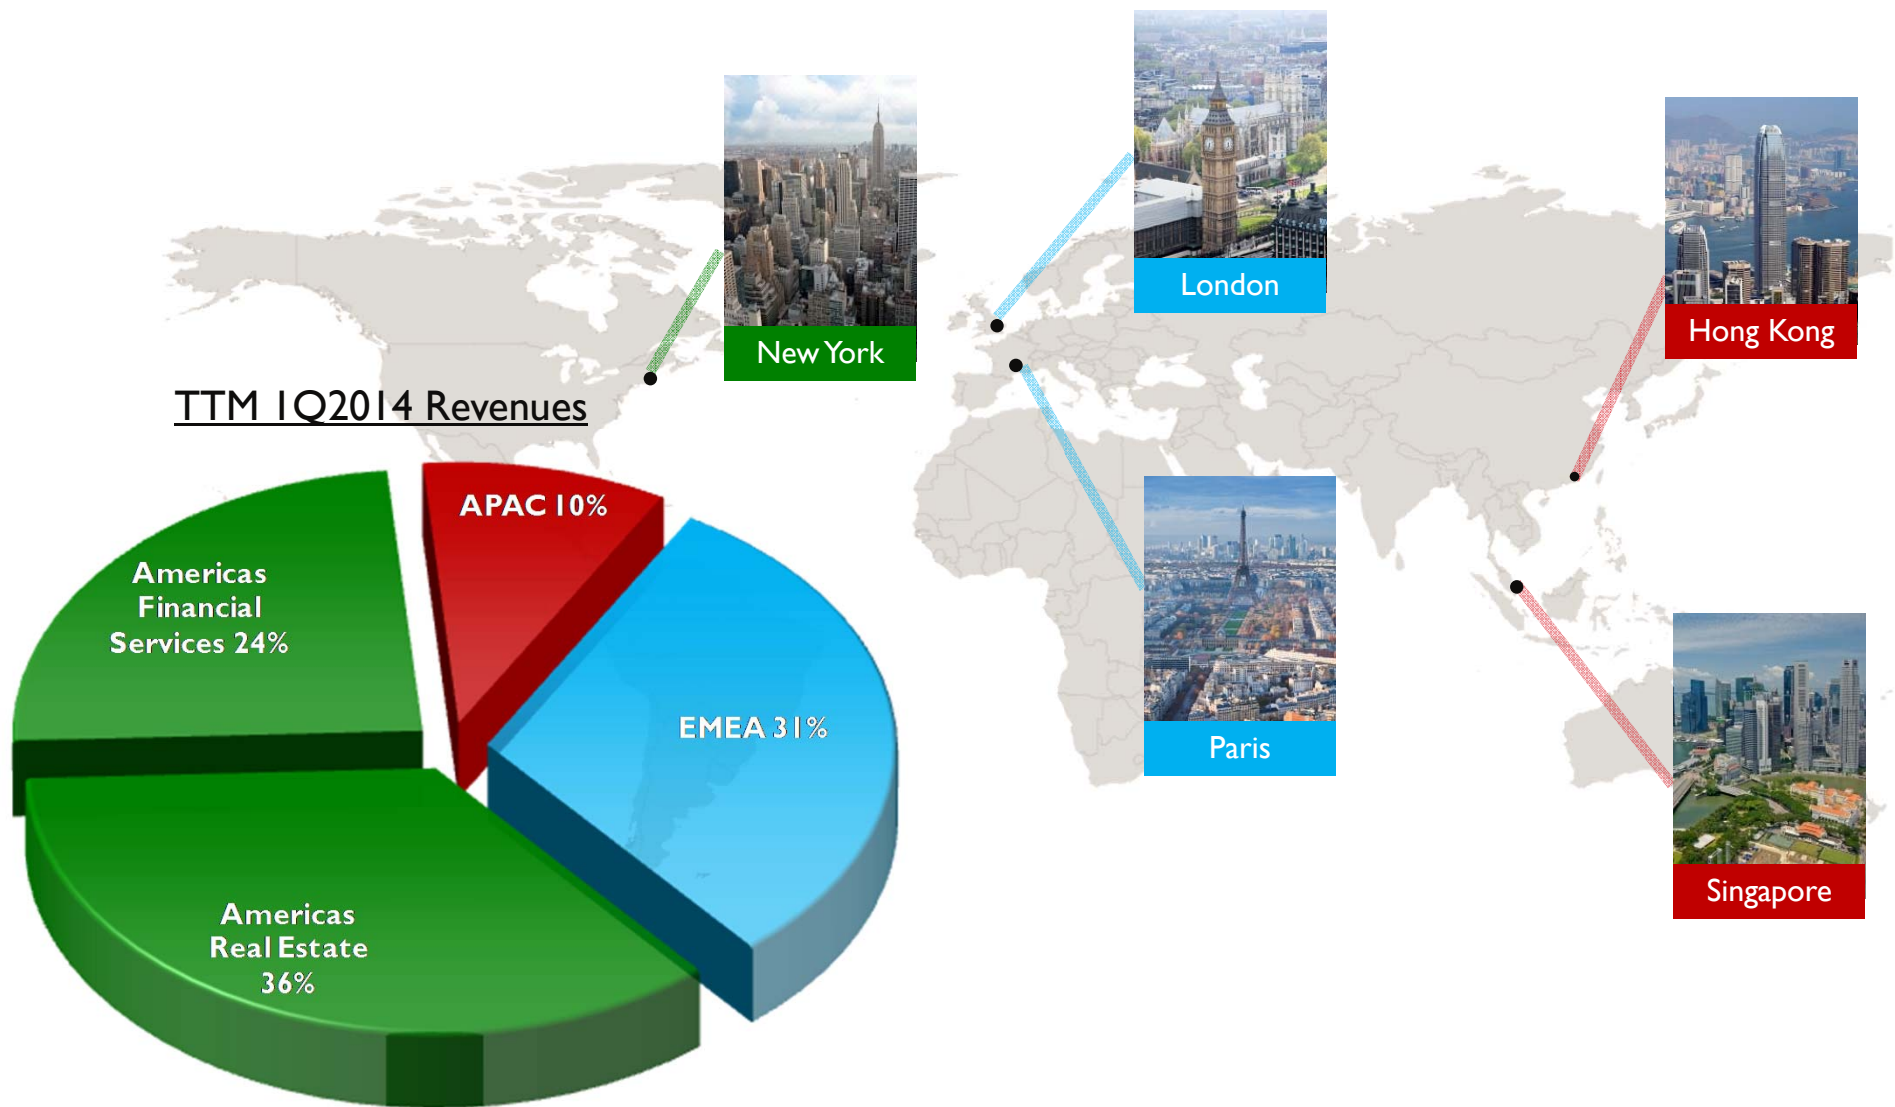 New York
London
Hong Kong
TTM 1Q2014 Revenues
APAC 10%
Americas
Financial
Services 24%
EMEA 31%
Americas
Real Estate
36%
Paris
Singapore